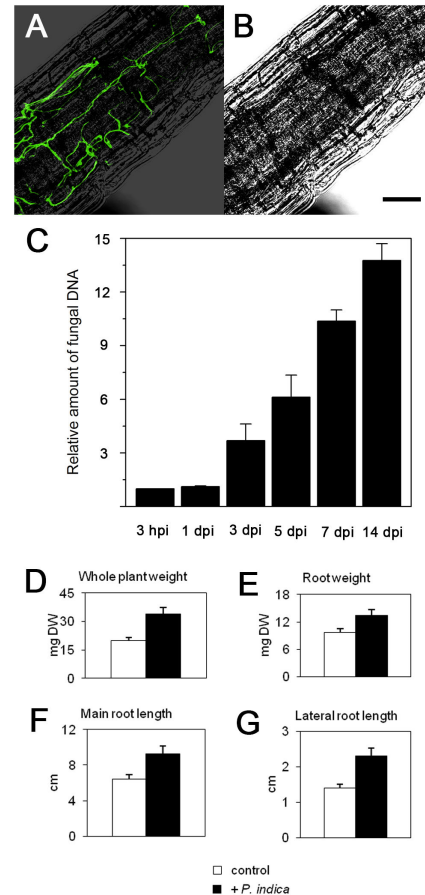 A
B
C
Relative amount of fungal DNA
15
12
6
3
3 hpi 1 dpi 3 dpi 5 dpi 7 dpi 14 dpi
D
Whole plant weight
mg DW
45
30
15
0
E
Root weight
mg DW
18
12
6
0
F
Main root length
cm
12
8
4
0
G
Lateral root length
cm
3
2
1
0
control
+ P. indica